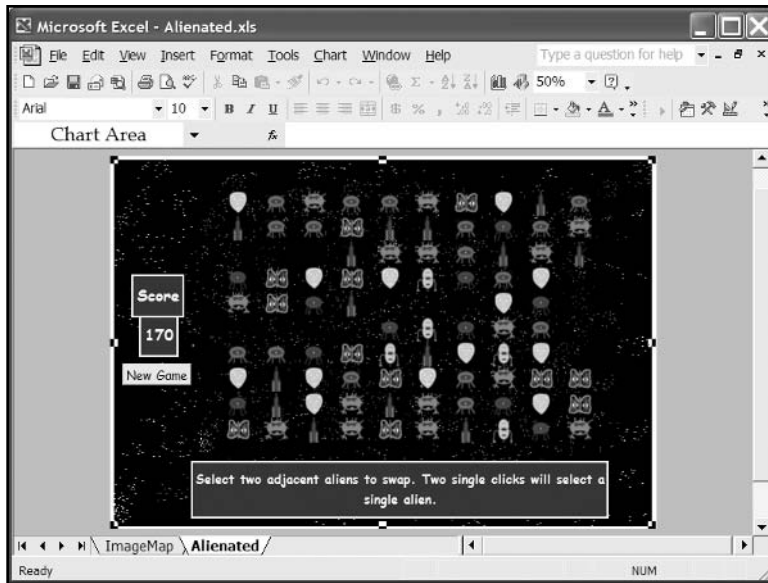 Microsoft Excel - Alienated.xls
File Edit View Insert Format Tools Chart Window Help Type a question for help
50%
Arial 10 B I U $ % ,
Chart Area fx
Score
170
New Game
Select two adjacent aliens to swap. Two single clicks will select a
single alien.
ImageMap Alienated
Ready NUM